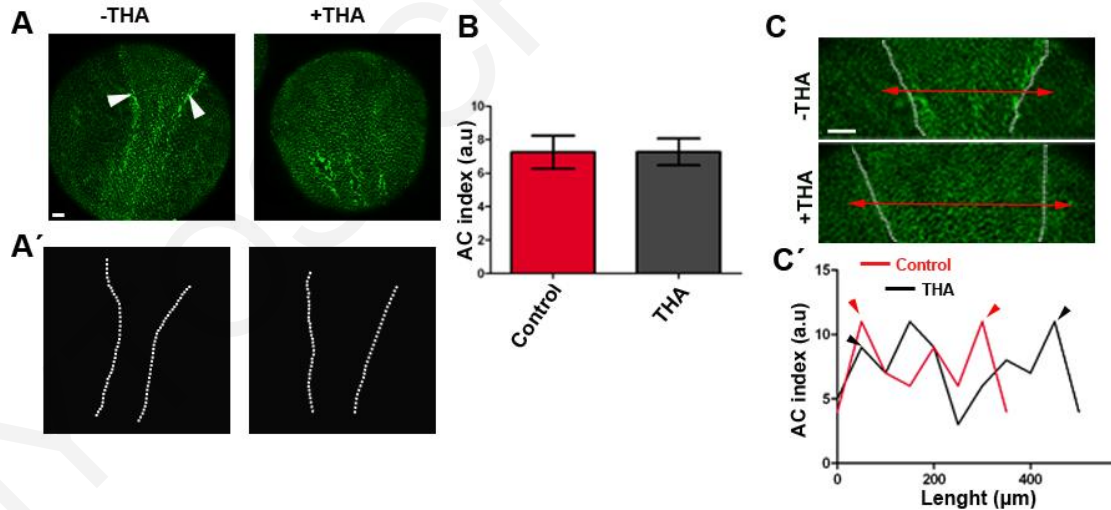 A
-THA
+THA
A´
B
10
8
6
4
2
0
AC index (a.u)
Control
THA
C
-THA
+THA
C´
Control
THA
15
10
5
0
AC index (a.u)
0
200
400
Lenght (µm)